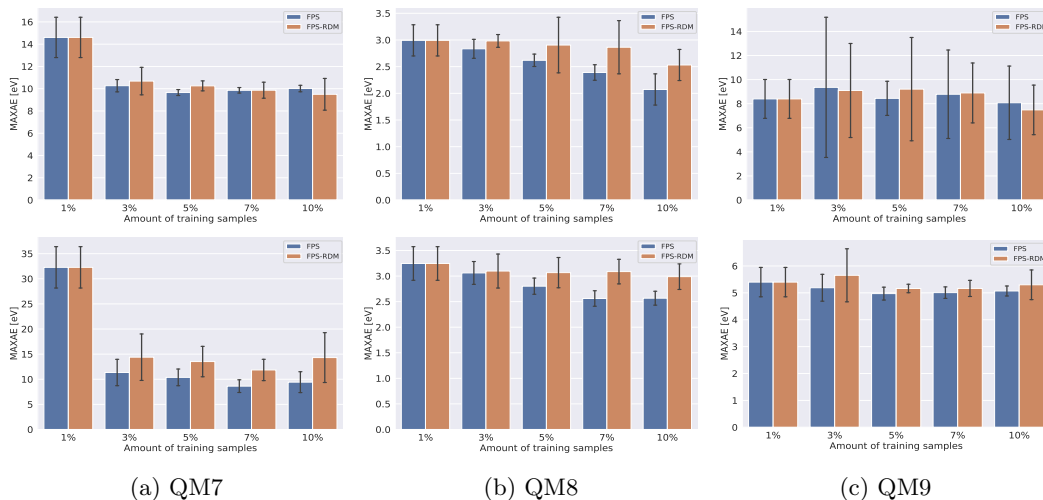 MAXAE [eV]
16
14
12
10
8
6
4
2
0
1%
3%
5%
7%
10%
Amount of training samples
FPS
FPS-RDM
MAXAE [eV]
3.5
3.0
2.5
2.0
1.5
1.0
0.5
0.0
1%
3%
5%
7%
10%
Amount of training samples
FPS
FPS-RDM
MAXAE [eV]
14
12
10
8
6
4
2
0
1%
3%
5%
7%
10%
Amount of training samples
FPS
FPS-RDM
MAXAE [eV]
35
30
25
20
15
10
5
0
1%
3%
5%
7%
10%
Amount of training samples
FPS
FPS-RDM
MAXAE [eV]
3.5
3.0
2.5
2.0
1.5
1.0
0.5
0.0
1%
3%
5%
7%
10%
Amount of training samples
FPS
FPS-RDM
MAXAE [eV]
6
5
4
3
2
1
0
1%
3%
5%
7%
10%
Amount of training samples
FPS
FPS-RDM
(a) QM7
(b) QM8
(c) QM9